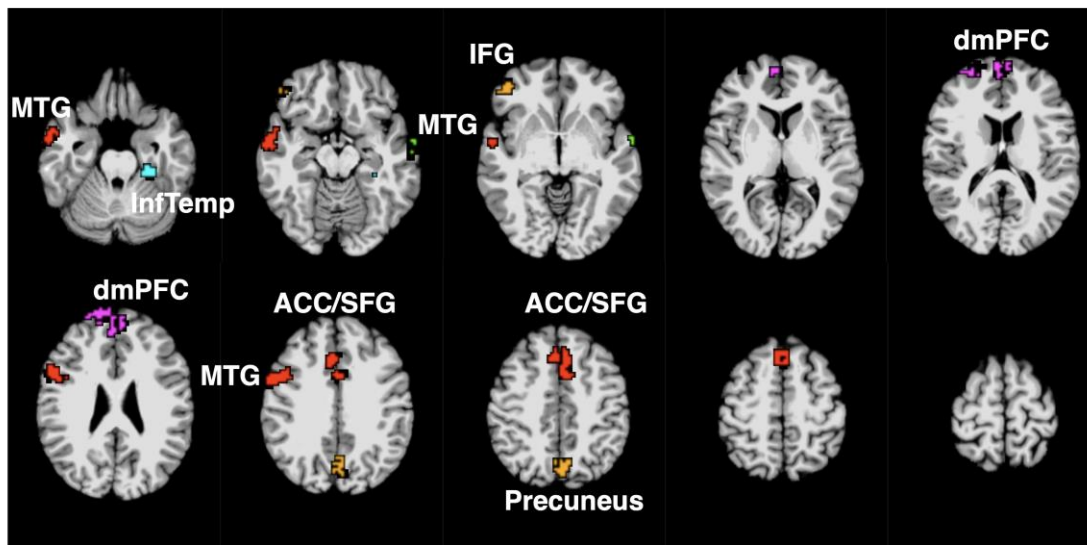 MTG
InfTemp
IFG
MTG
dmPFC
dmPFC
ACC/SFG
MTG
ACC/SFG
Precuneus